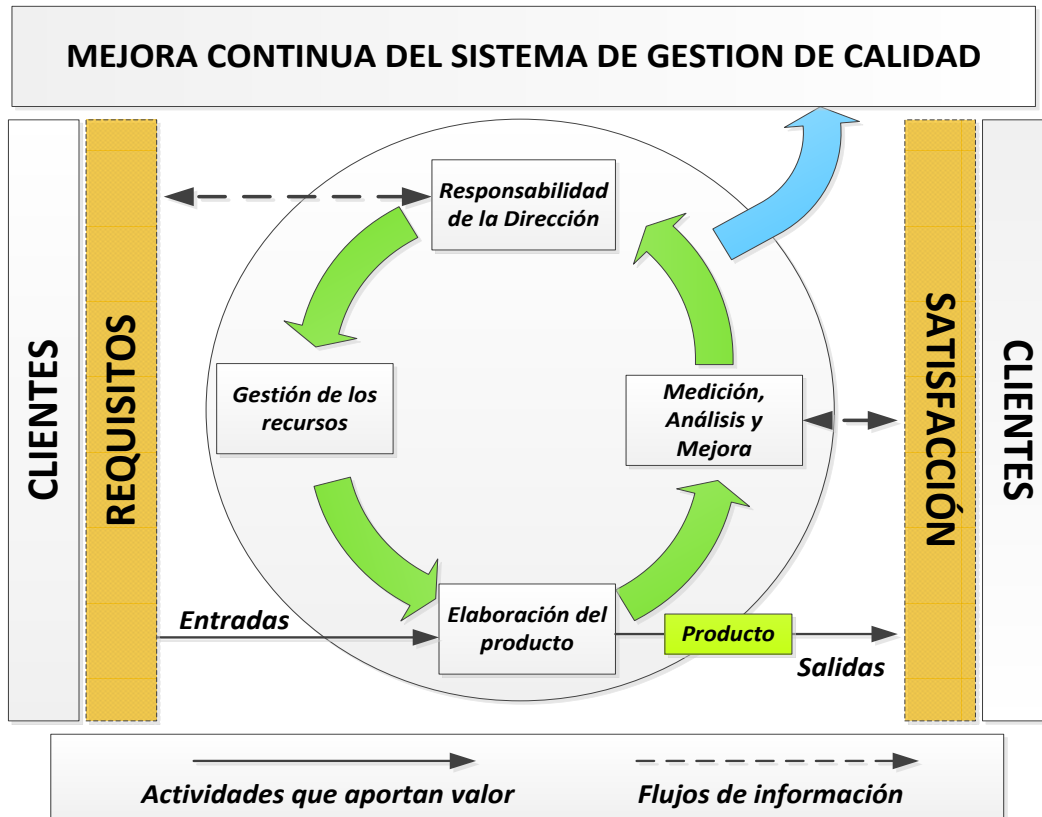 MEJORA CONTINUA DEL SISTEMA DE GESTION DE CALIDAD
CLIENTES
REQUISITOS
Responsabilidad
de la Dirección
Gestión de los
recursos
Medición,
Análisis y
Mejora
Entradas
Elaboración del
producto
Producto
Salidas
SATISFACCIÓN
CLIENTES
Actividades que aportan valor
Flujos de información